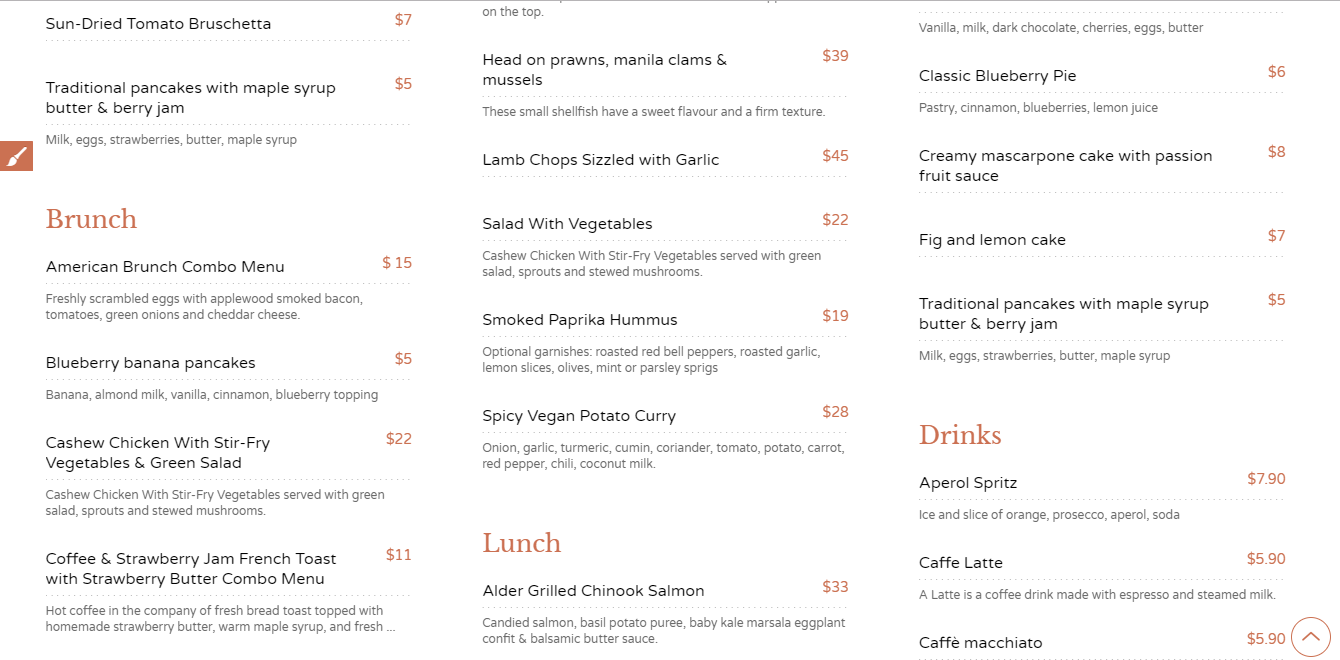 Sun-Dried Tomato Bruschetta $7
Traditional pancakes with maple syrup $5
butter & berry jam
Milk, eggs, strawberries, butter, maple syrup
Brunch
American Brunch Combo Menu $ 15
Freshly scrambled eggs with applewood smoked bacon,
tomatoes, green onions and cheddar cheese.
Blueberry banana pancakes $5
Banana, almond milk, vanilla, cinnamon, blueberry topping
Cashew Chicken With Stir-Fry $22
Vegetables & Green Salad
Cashew Chicken With Stir-Fry Vegetables served with green
salad, sprouts and stewed mushrooms.
Coffee & Strawberry Jam French Toast $11
with Strawberry Butter Combo Menu
Hot coffee in the company of fresh bread toast topped with
homemade strawberry butter, warm maple syrup, and fresh ...
on the top.
Head on prawns, manila clams & $39
mussels
These small shellfish have a sweet flavour and a firm texture.
Lamb Chops Sizzled with Garlic $45
Salad With Vegetables $22
Cashew Chicken With Stir-Fry Vegetables served with green
salad, sprouts and stewed mushrooms.
Smoked Paprika Hummus $19
Optional garnishes: roasted red bell peppers, roasted garlic,
lemon slices, olives, mint or parsley sprigs
Spicy Vegan Potato Curry $28
Onion, garlic, turmeric, cumin, coriander, tomato, potato, carrot,
red pepper, chili, coconut milk.
Lunch
Alder Grilled Chinook Salmon $33
Candied salmon, basil potato puree, baby kale marsala eggplant
confit & balsamic butter sauce.
Vanilla, milk, dark chocolate, cherries, eggs, butter
Classic Blueberry Pie $6
Pastry, cinnamon, blueberries, lemon juice
Creamy mascarpone cake with passion $8
fruit sauce
Fig and lemon cake $7
Traditional pancakes with maple syrup $5
butter & berry jam
Milk, eggs, strawberries, butter, maple syrup
Drinks
Aperol Spritz $7.90
Ice and slice of orange, prosecco, aperol, soda
Caffe Latte $5.90
A Latte is a coffee drink made with espresso and steamed milk.
Caffè macchiato $5.90